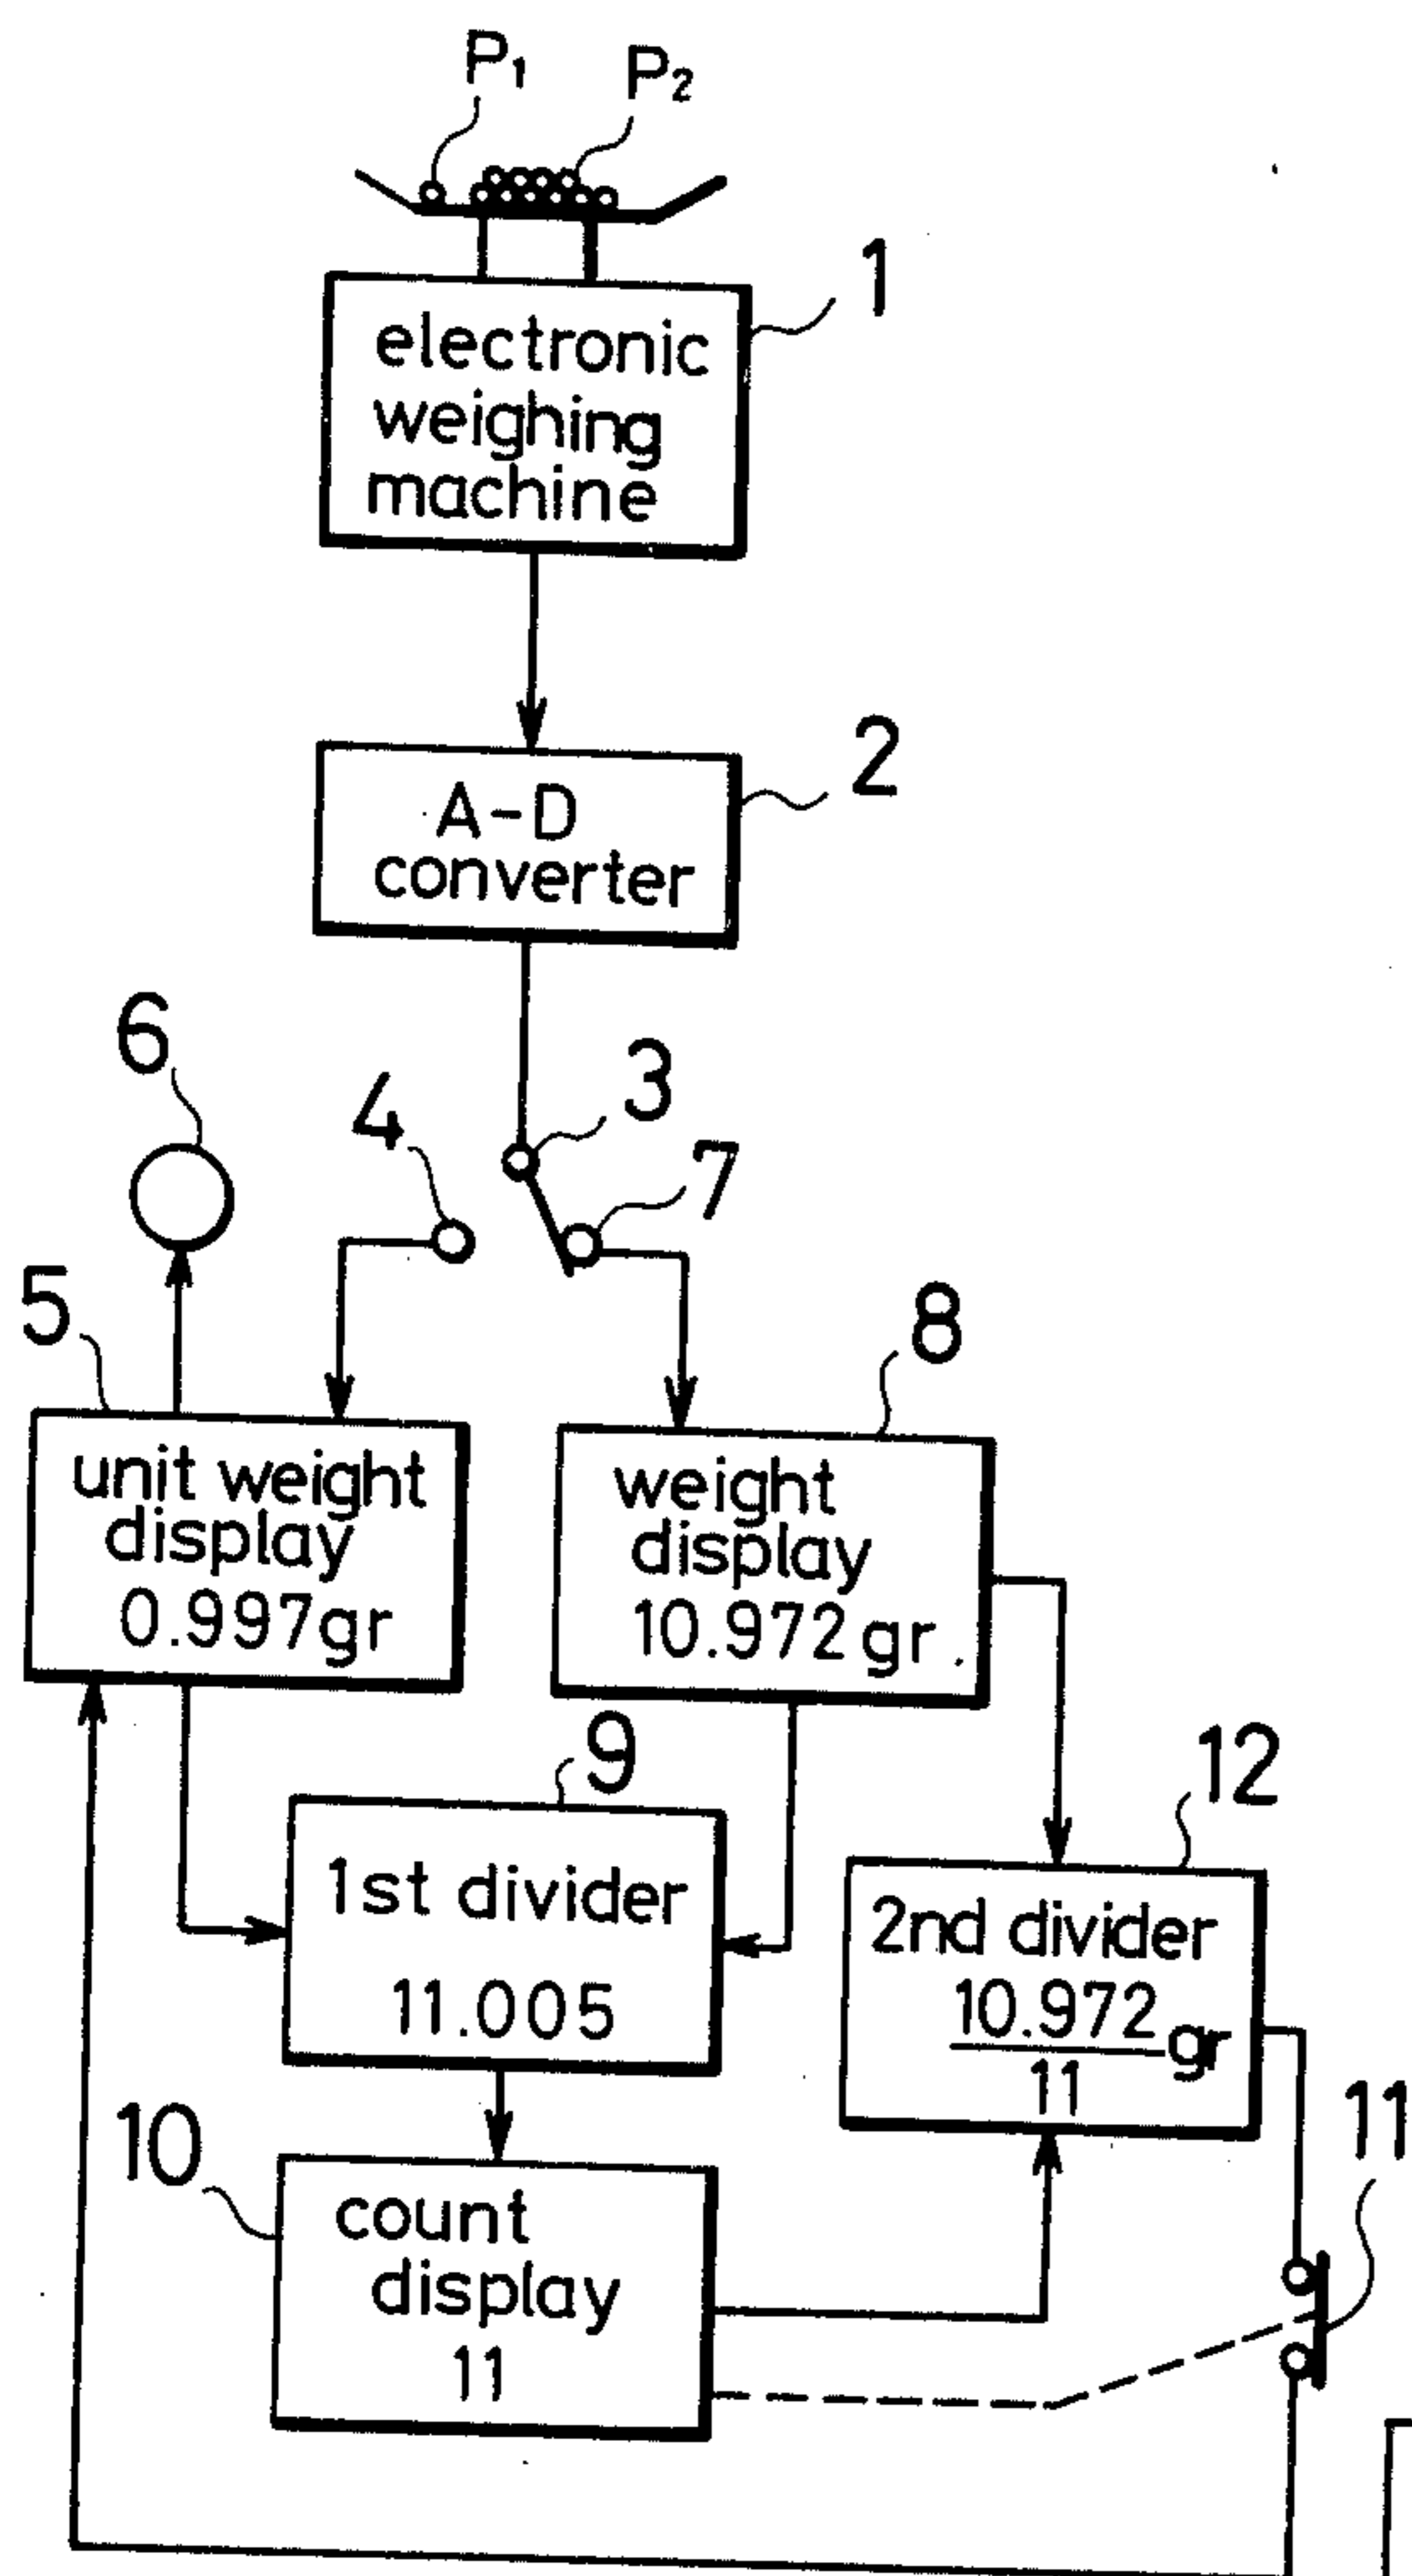 P1
P2
1
electronic
weighing
machine
2
A-D
converter
6
4
3
7
5
8
unit weight
display
0.997gr
weight
display
10.972 gr.
9
12
1st divider
11.005
2nd divider
10.972
gr
11
10
11
count
display
11